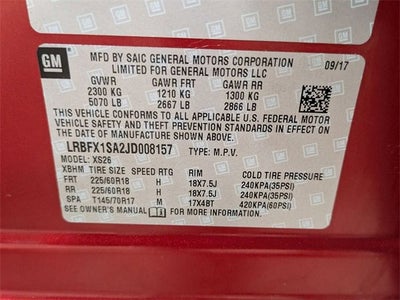 GM
MFD BY SAIC GENERAL MOTORS CORPORATION
LIMITED FOR GENERAL MOTORS LLC
09/17
GVWR GAWR FRT GAWR RR
2300 KG 1210 KG 1300 KG
5070 LB 2667 LB 2866 LB
THIS VEHICLE CONFORMS TO ALL APPLICABLE U.S. FEDERAL MOTOR
VEHICLE SAFETY AND THEFT PREVENTION STANDARDS IN EFFECT ON
THE DATE OF MANUFACTURE SHOWN ABOVE.
LRBFX1SA2JD008157 TYPE: M.P.V.
MODEL: XS26
XBHM TIRE SIZE SPEED RTG RIM COLD TIRE PRESSURE
FRT 225/60R18 H 18X7.5J 240KPA(35PSI)
RR 225/60R18 H 18X7.5J 240KPA(35PSI)
SPA T145/70R17 M 17X4BT 420KPA(60PSI)
SEE OWNER'S MANUAL FOR MORE INFORMATION.